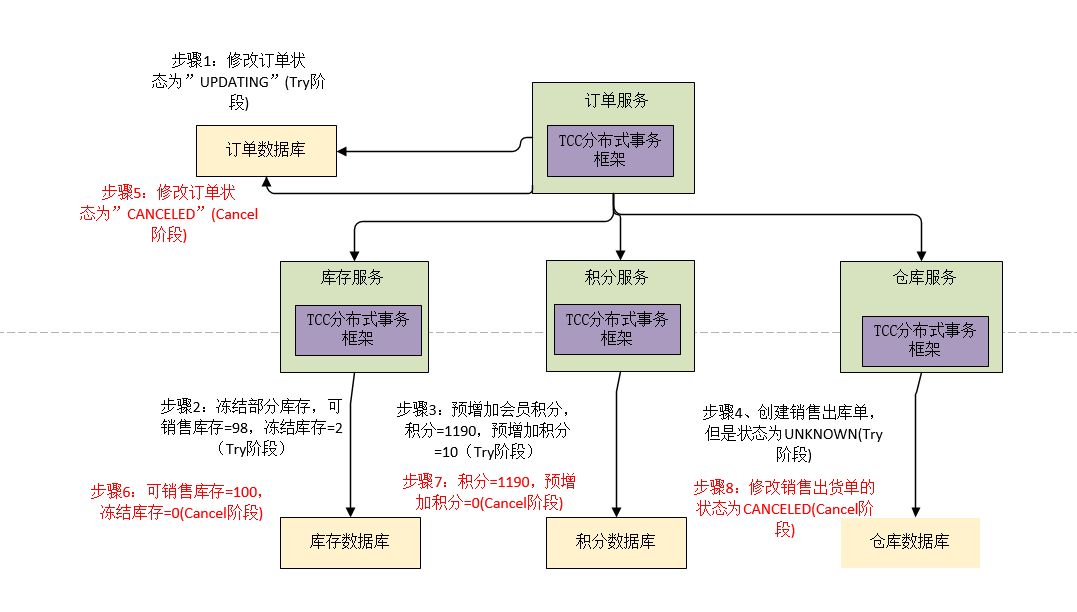 步骤1：修改订单状
态为”UPDATING”(Try阶
段)
订单服务
TCC分布式事务
框架
订单数据库
步骤5：修改订单状
态为”CANCELED”(Cancel
阶段)
库存服务
TCC分布式事务
框架
积分服务
TCC分布式事务
框架
仓库服务
TCC分布式事务
框架
步骤2：冻结部分库存，可
销售库存=98，冻结库存=2
（Try阶段）
步骤3：预增加会员积分，
积分=1190，预增加积分
=10（Try阶段）
步骤4、创建销售出库单，
但是状态为UNKNOWN(Try
阶段)
步骤6：可销售库存=100，
冻结库存=0(Cancel阶段)
步骤7：积分=1190，预增
加积分=0(Cancel阶段)
步骤8：修改销售出货单的
状态为CANCELED(Cancel阶
段)
库存数据库
积分数据库
仓库数据库